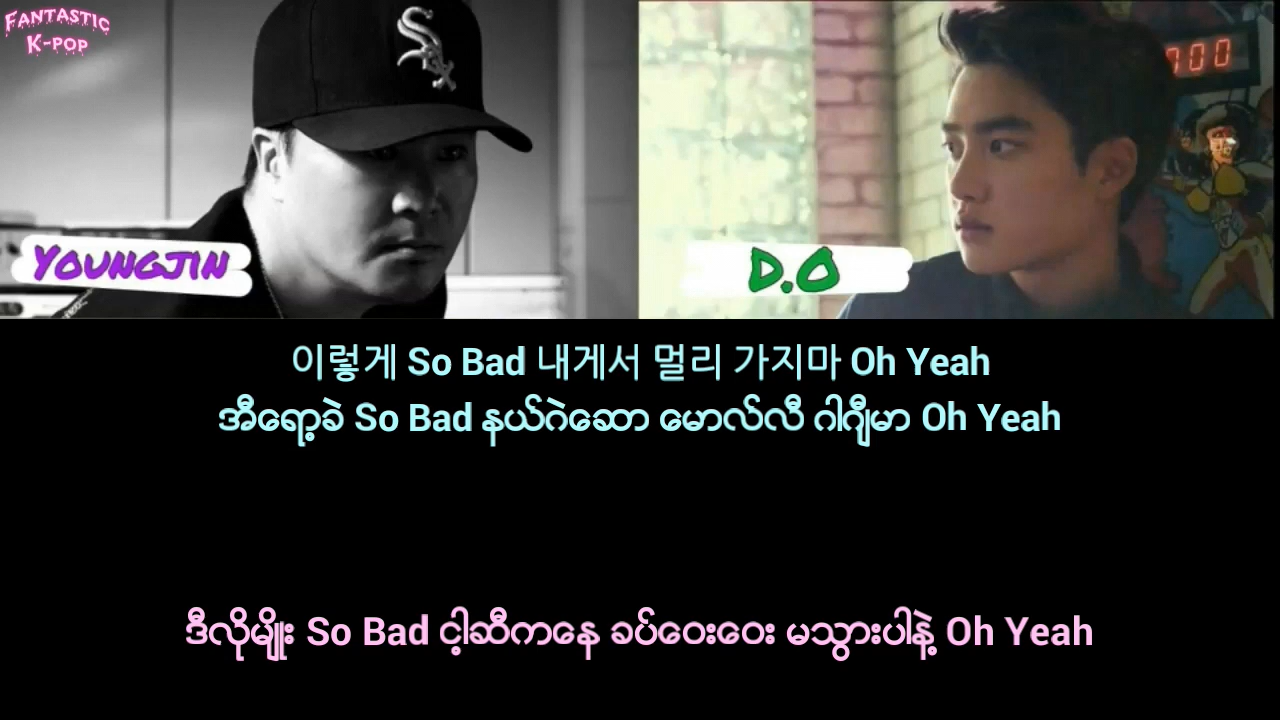 FANTASTIC
K-POP
700
YOUNGJIN
D.O
이렇게 So Bad 내게서 멀리 가지마 Oh Yeah
အီရော့ခဲ So Bad နယ်ဂဲဆော မောလ်လီ ဂါဂျီမာ Oh Yeah
ဒီလိုမျိုး So Bad ငါ့ဆီကနေ ခပ်ဝေးဝေး မသွားပါနဲ့ Oh Yeah